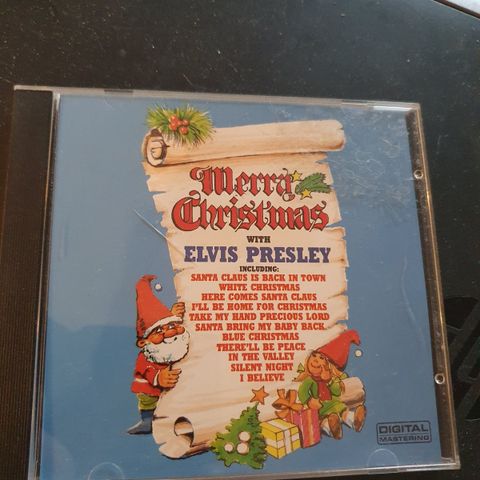 Merry
Christmas
WITH
ELVIS PRESLEY
INCLUDING:
SANTA CLAUS IS BACK IN TOWN
WHITE CHRISTMAS
HERE COMES SANTA CLAUS
I'LL BE HOME FOR CHRISTMAS
TAKE MY HAND PRECIOUS LORD
SANTA BRING MY BABY BACK
BLUE CHRISTMAS
THERE'LL BE PEACE
IN THE VALLEY
SILENT NIGHT
I BELIEVE
DIGITAL
MASTERING